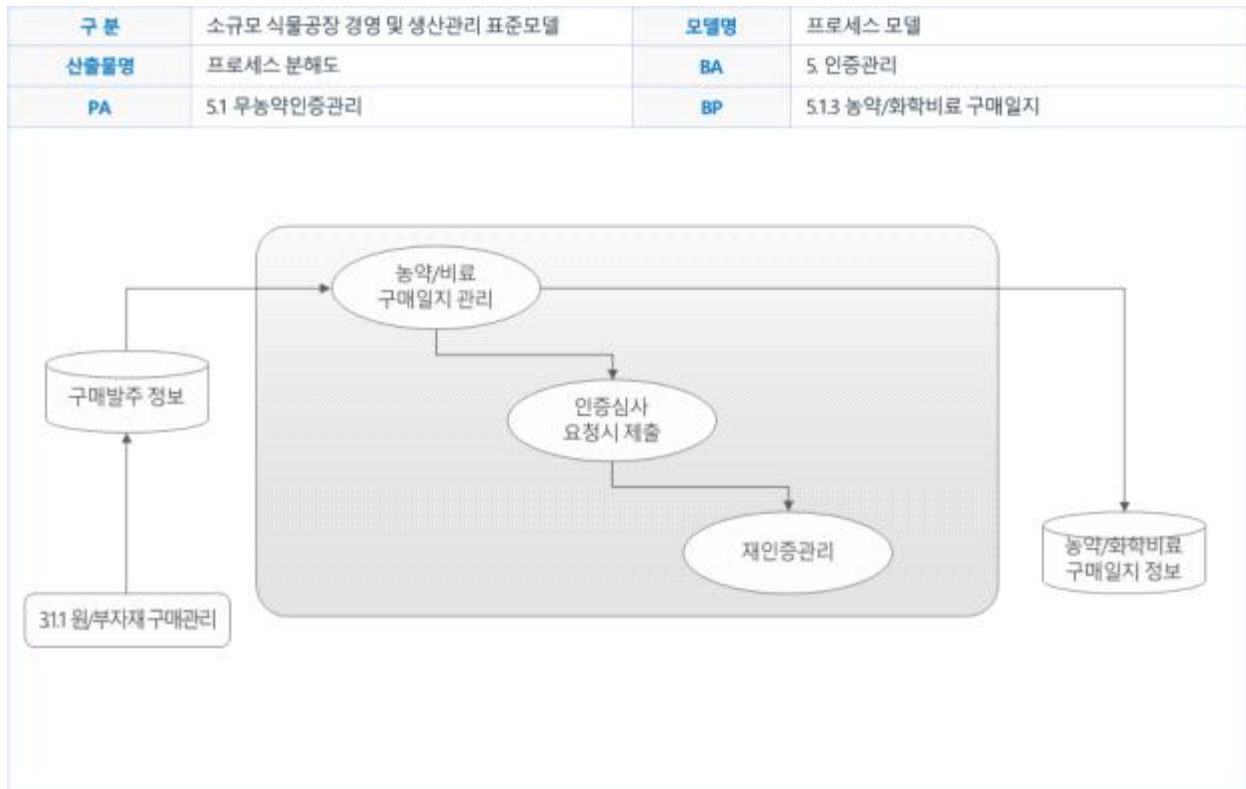 구 분 소규모 식물공장 경영 및 생산관리 표준모델 모델명 프로세스 모델
산출물명 프로세스 분해도 BA 5. 인증관리
PA 5.1 무농약인증관리 BP 5.1.3 농약/화학비료 구매일지
농약/비료
구매일지 관리
구매발주 정보
인증심사
요청시 제출
재인증관리
농약/화학비료
구매일지 정보
3.1.1 원/부자재 구매관리